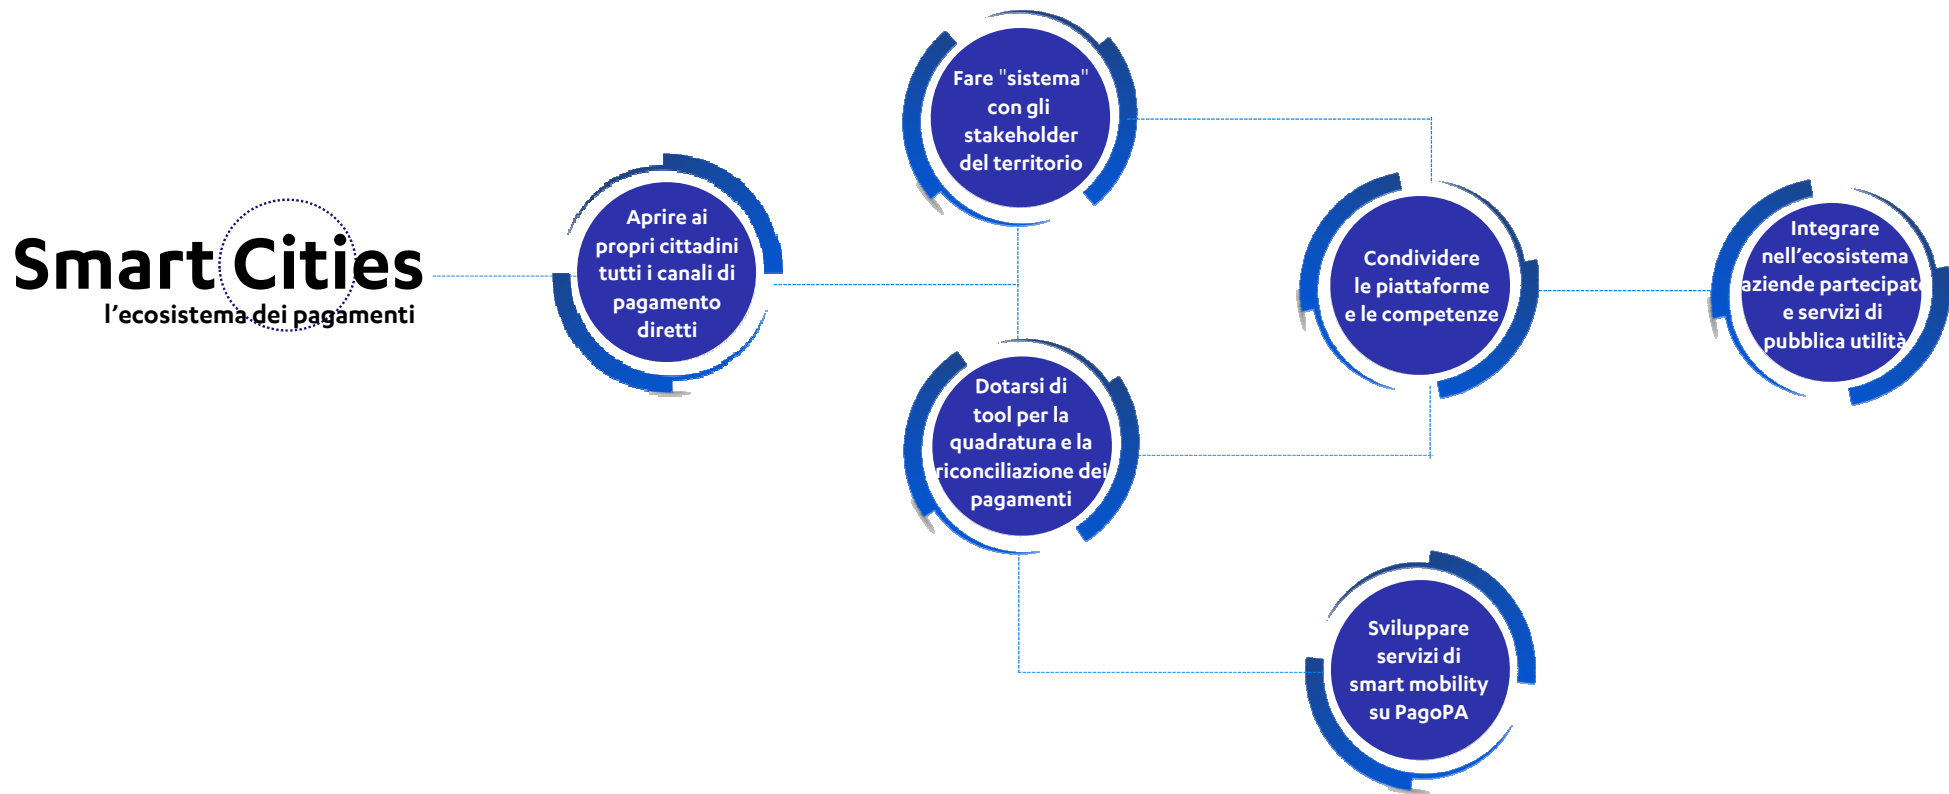 Smart Cities
l'ecosistema dei pagamenti
Aprire ai
propri cittadini
tutti i canali di
pagamento
diretti
Fare "sistema"
con gli
stakeholder
del territorio
Dotarsi di
tool per la
quadratura e la
riconciliazione dei
pagamenti
Condividere
le piattaforme
e le competenze
Integrare
nell'ecosistema
aziende partecipate
e servizi di
pubblica utilità
Sviluppare
servizi di
smart mobility
su PagoPA